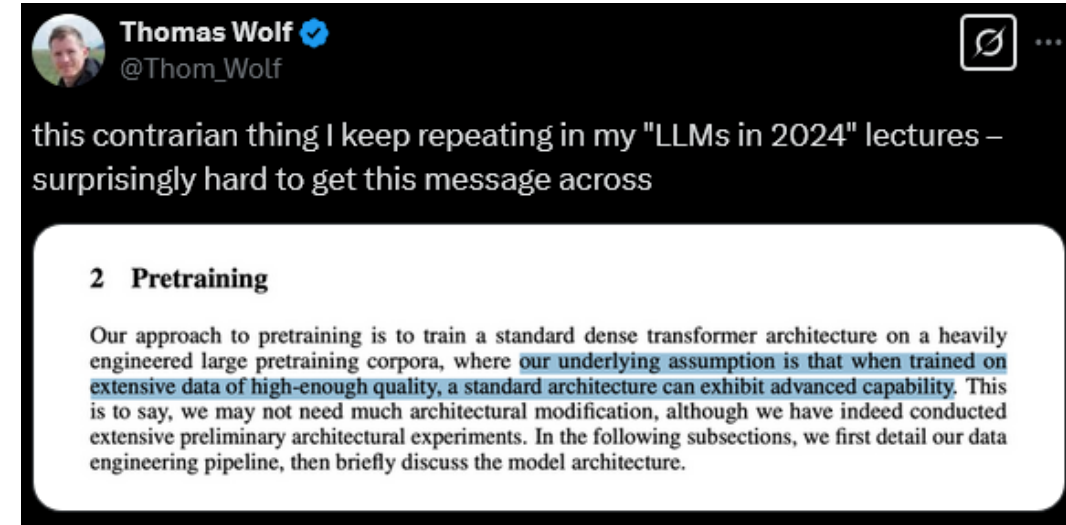 Thomas Wolf
@Thom_Wolf
this contrarian thing I keep repeating in my "LLMs in 2024" lectures –
surprisingly hard to get this message across
2 Pretraining
Our approach to pretraining is to train a standard dense transformer architecture on a heavily
engineered large pretraining corpora, where our underlying assumption is that when trained on
extensive data of high-enough quality, a standard architecture can exhibit advanced capability. This
is to say, we may not need much architectural modification, although we have indeed conducted
extensive preliminary architectural experiments. In the following subsections, we first detail our data
engineering pipeline, then briefly discuss the model architecture.